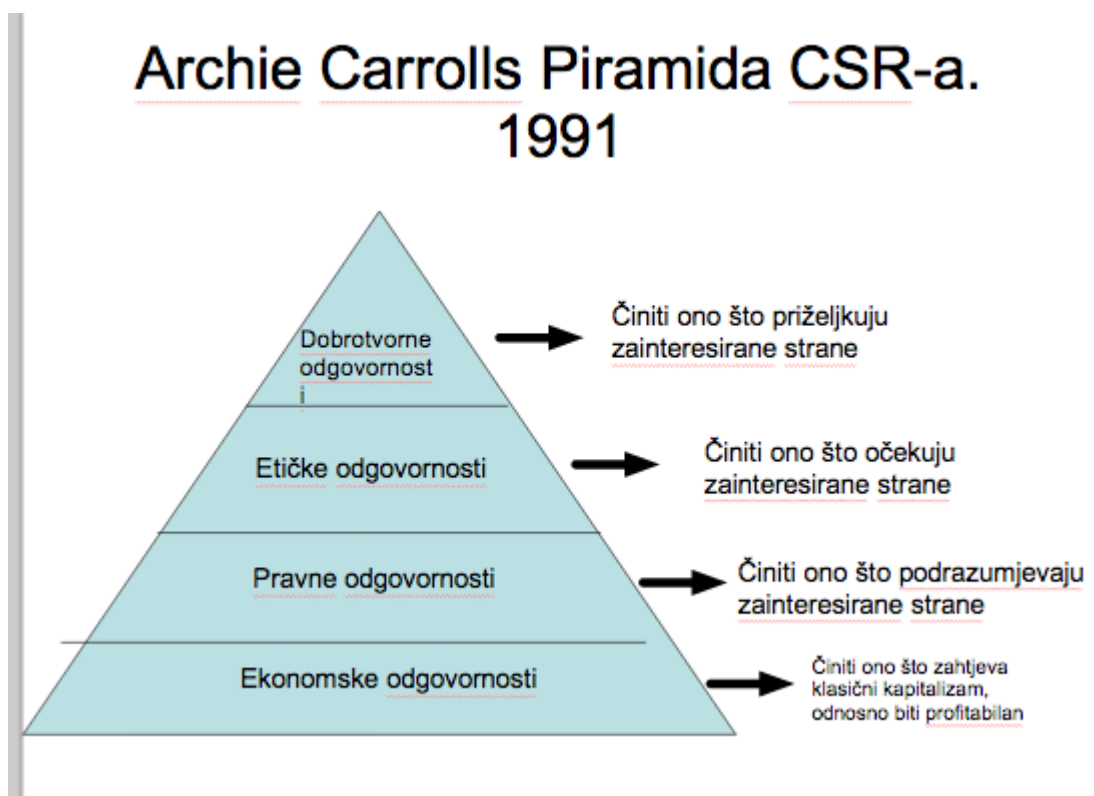 Archie Carrolls Piramida CSR-a.
1991
Dobrotvorne
odgovornost
i
Činiti ono što priželjkuju
zainteresirane strane
Etičke odgovornosti
Činiti ono što očekuju
zainteresirane strane
Pravne odgovornosti
Činiti ono što podrazumjevaju
zainteresirane strane
Ekonomske odgovornosti
Činiti ono što zahtjeva
klasični kapitalizam,
odnosno biti profitabilan